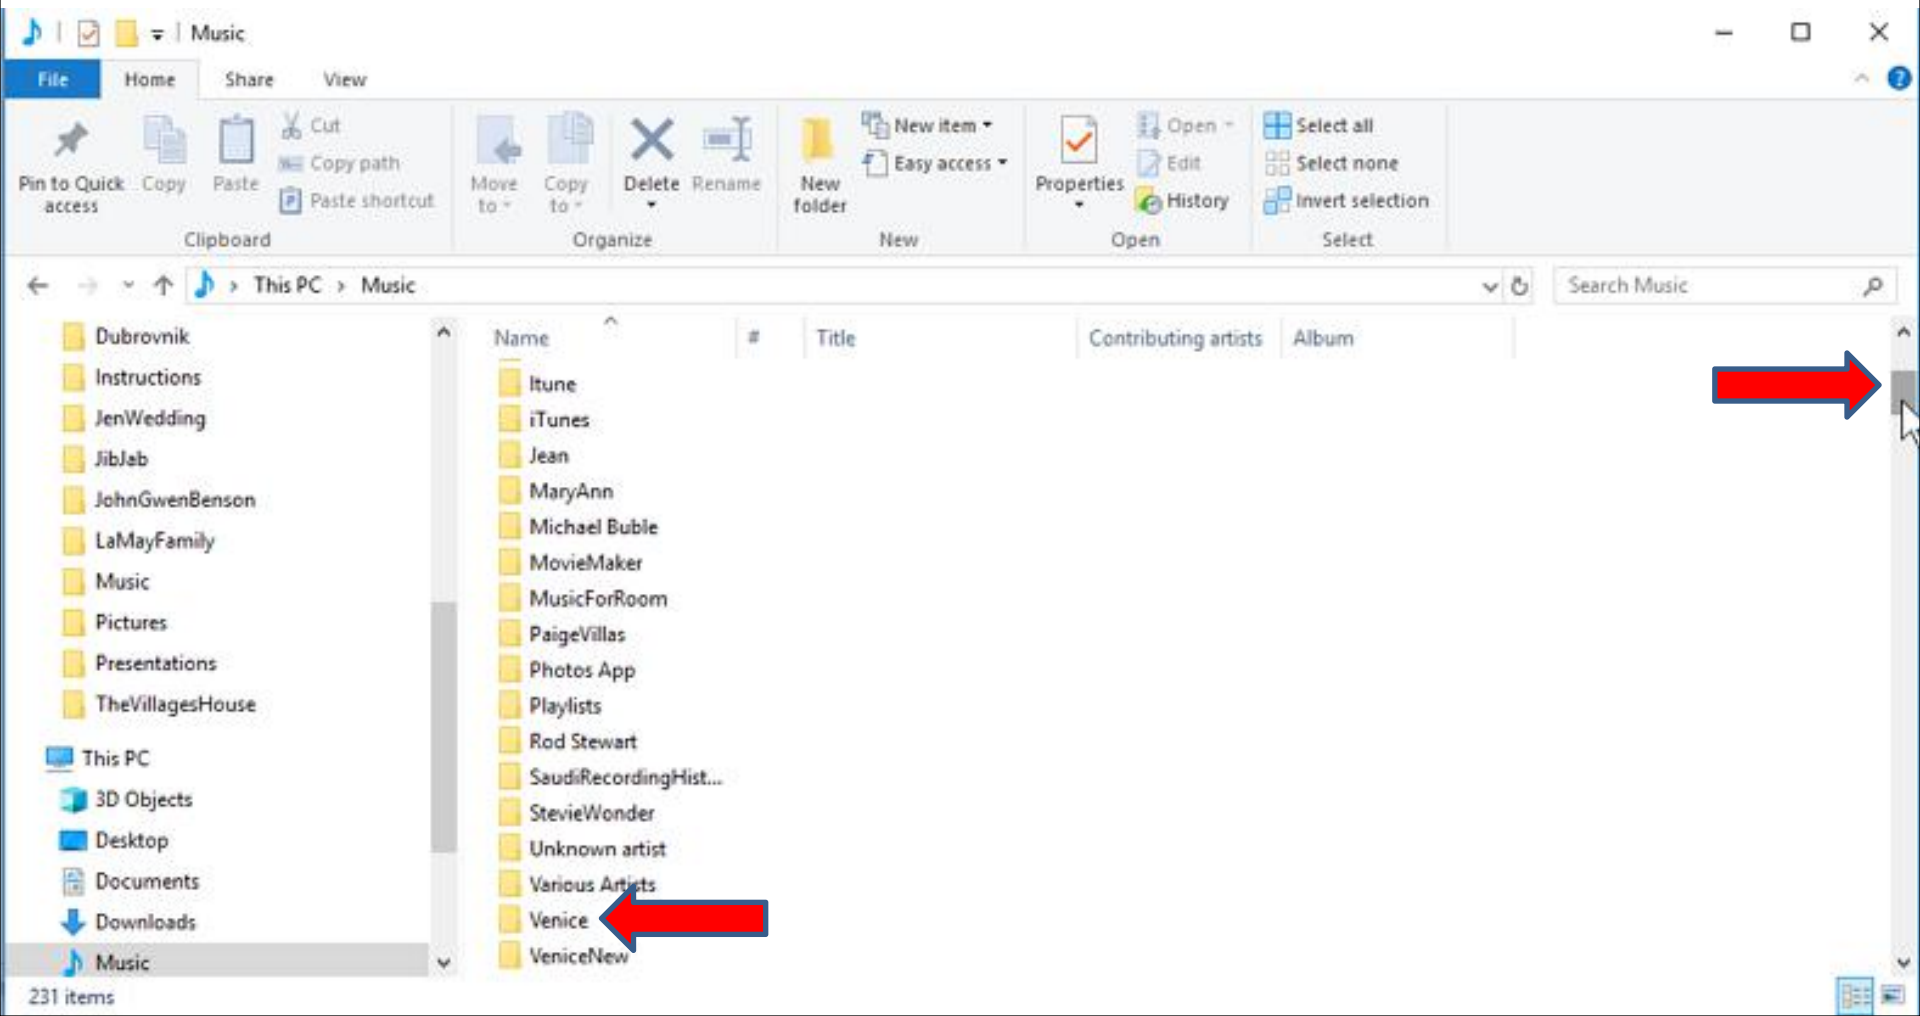 Music
File Home Share View
Pin to Quick access
Copy
Paste
Cut
Copy path
Paste shortcut
Clipboard
Move to
Copy to
Delete
Rename
Organize
New folder
New item
Easy access
New
Properties
Open
Edit
History
Open
Select all
Select none
Invert selection
Select
This PC > Music
Search Music
Dubrovnik
Instructions
JenWedding
JibJab
JohnGwenBenson
LaMayFamily
Music
Pictures
Presentations
TheVillagesHouse
This PC
3D Objects
Desktop
Documents
Downloads
Music
Name # Title Contributing artists Album
Itune
iTunes
Jean
MaryAnn
Michael Buble
MovieMaker
MusicForRoom
PaigeVillas
Photos App
Playlists
Rod Stewart
SaudiRecordingHist...
StevieWonder
Unknown artist
Various Artists
Venice
VeniceNew
231 items